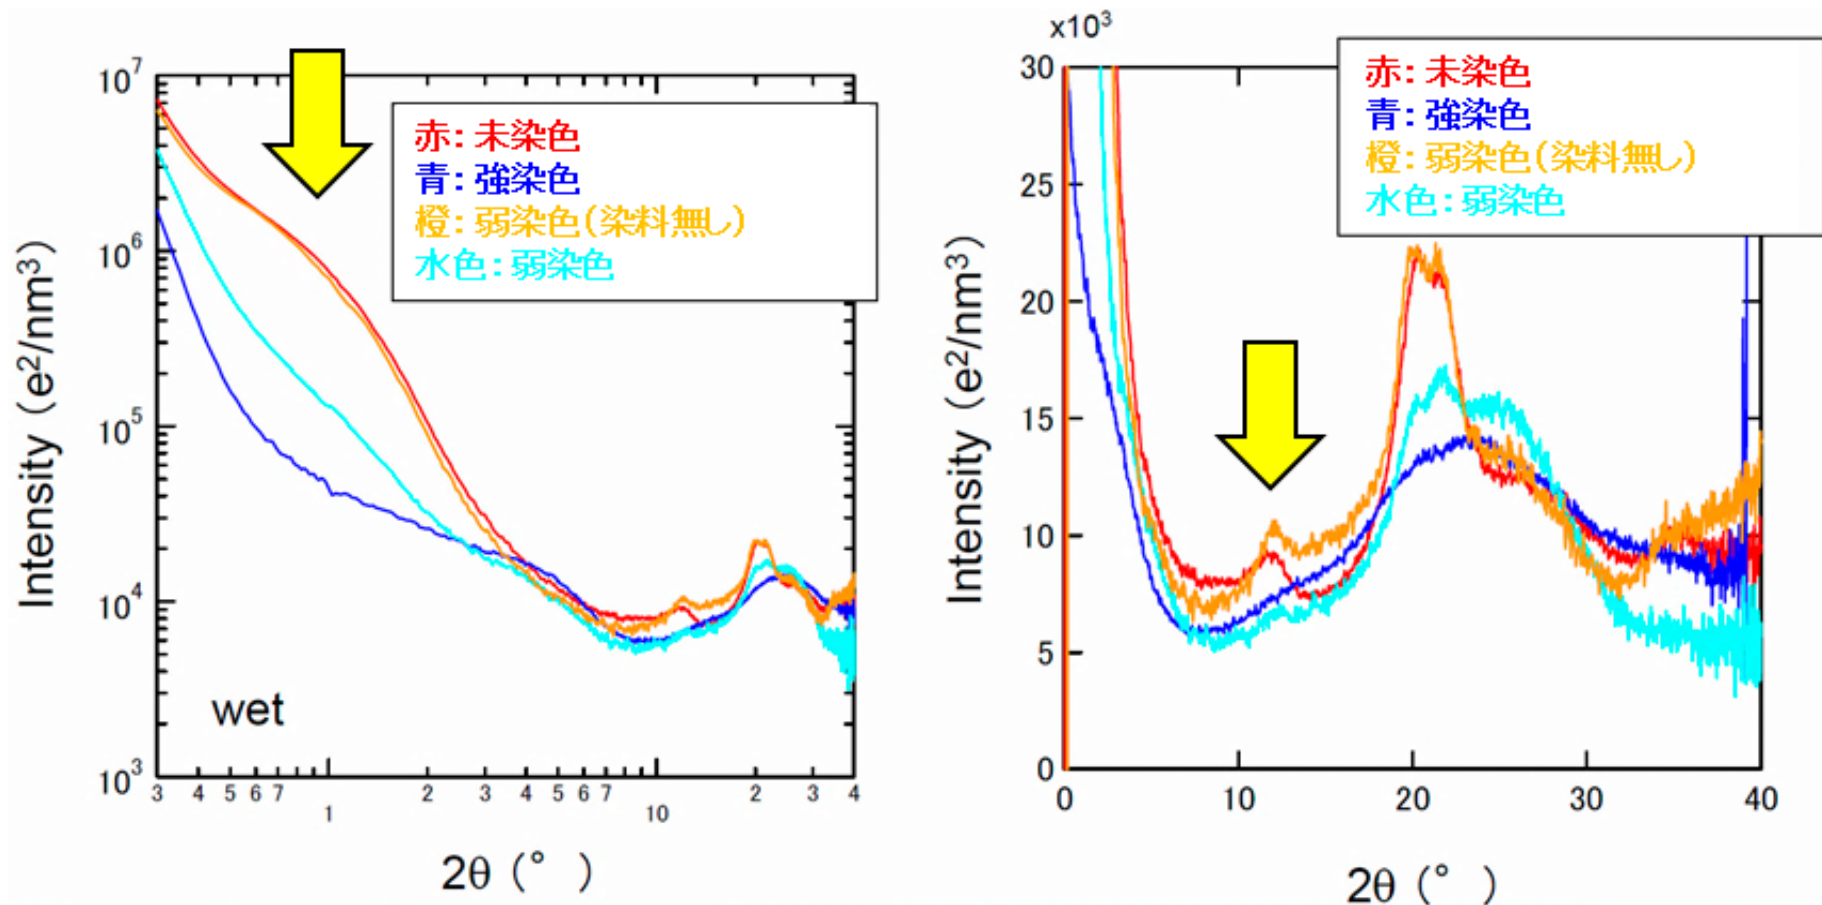 10⁷
10⁶
10⁵
10⁴
10³
Intensity (e²/nm³)
赤: 未染色
青: 強染色
橙: 弱染色(染料無し)
水色: 弱染色
wet
3 4 5 6 7 2 3 4 5 6 7 2 3 4
1 10
2θ (° )
x10³
30
25
20
15
10
5
0
Intensity (e²/nm³)
赤: 未染色
青: 強染色
橙: 弱染色(染料無し)
水色: 弱染色
0 10 20 30 40
2θ (° )